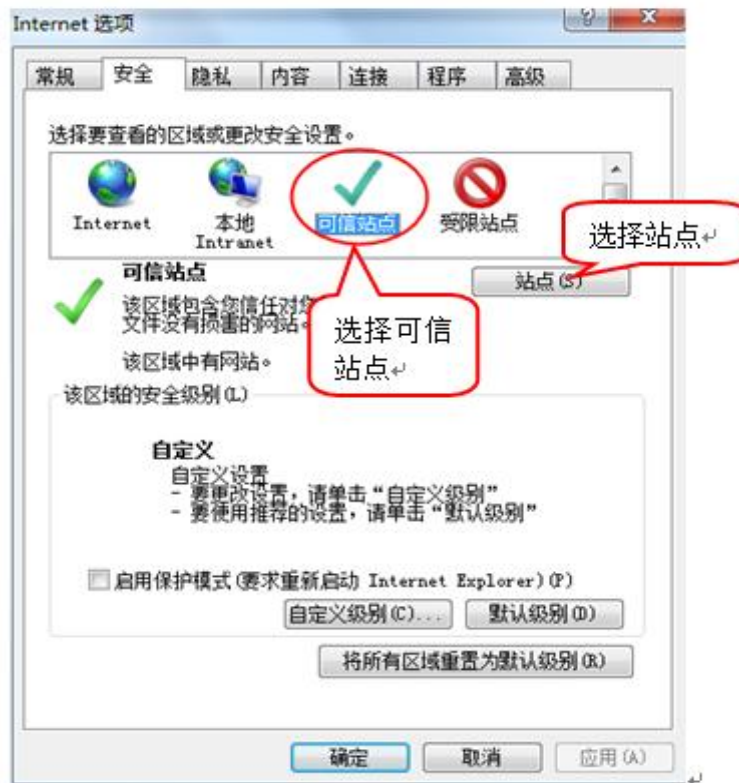 Internet 选项
常规 安全 隐私 内容 连接 程序 高级
选择要查看的区域或更改安全设置。
Internet 本地 Intranet 可信站点 受限站点
选择站点
可信站点
站点(S)
该区域包含您信任对您
文件没有损害的网站。
选择可信
站点
该区域中有网站。
该区域的安全级别(L)
自定义
自定义设置
- 要更改设置，请单击“自定义级别”
- 要使用推荐的设置，请单击“默认级别”
启用保护模式(要求重新启动 Internet Explorer)(P)
自定义级别(C)... 默认级别(D)
将所有区域重置为默认级别(R)
确定 取消 应用(A)